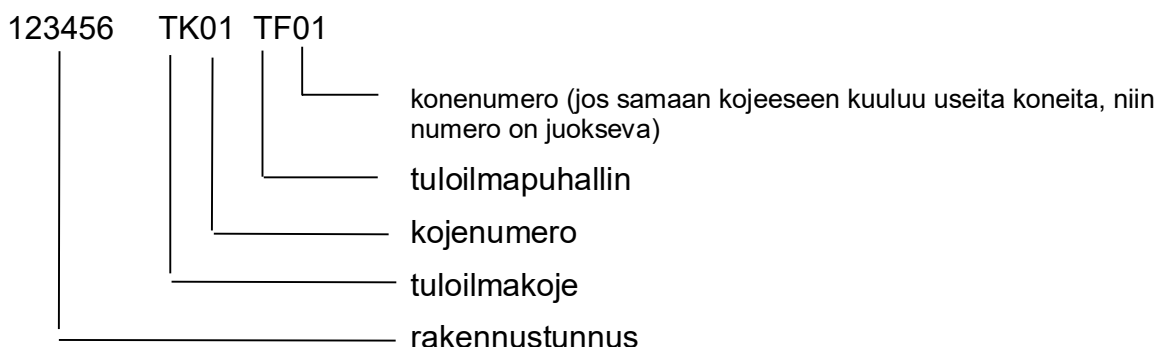 123456 TK01 TF01
konenumero (jos samaan kojeeseen kuuluu useita koneita, niin
numero on juokseva)
tuloilmapuhallin
kojenumero
tuloilmakoje
rakennustunnus